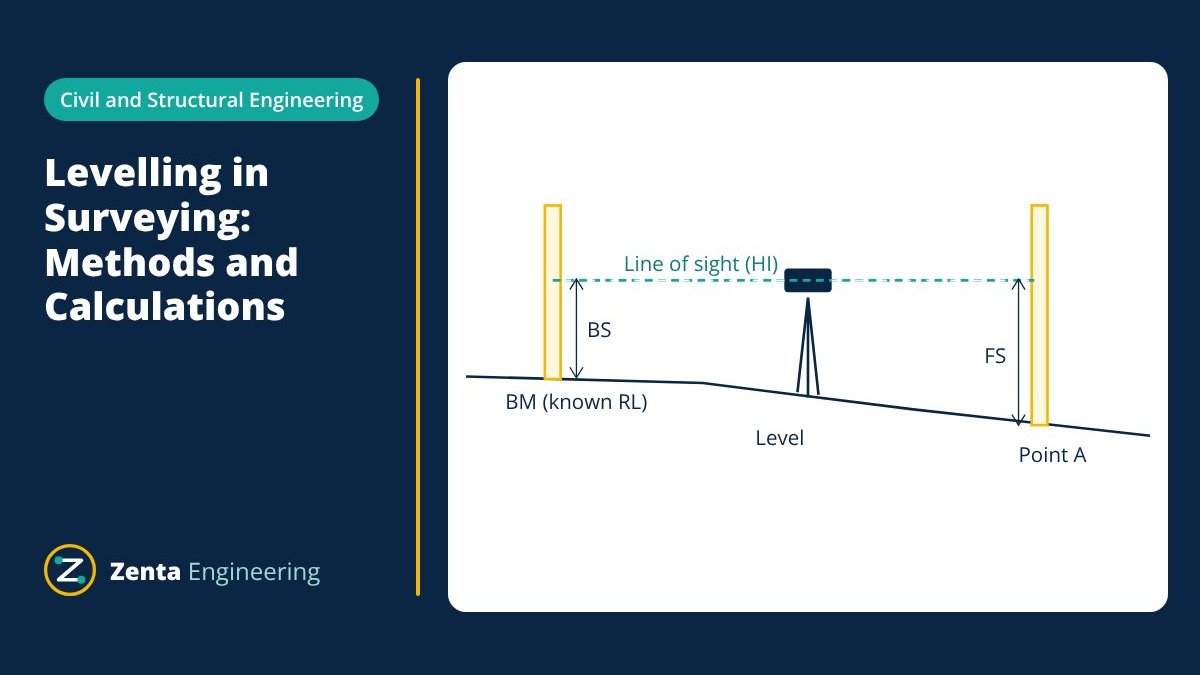 Civil and Structural Engineering
Levelling in
Surveying:
Methods and
Calculations
Zenta Engineering
Line of sight (HI)
BS
FS
BM (known RL)
Level
Point A